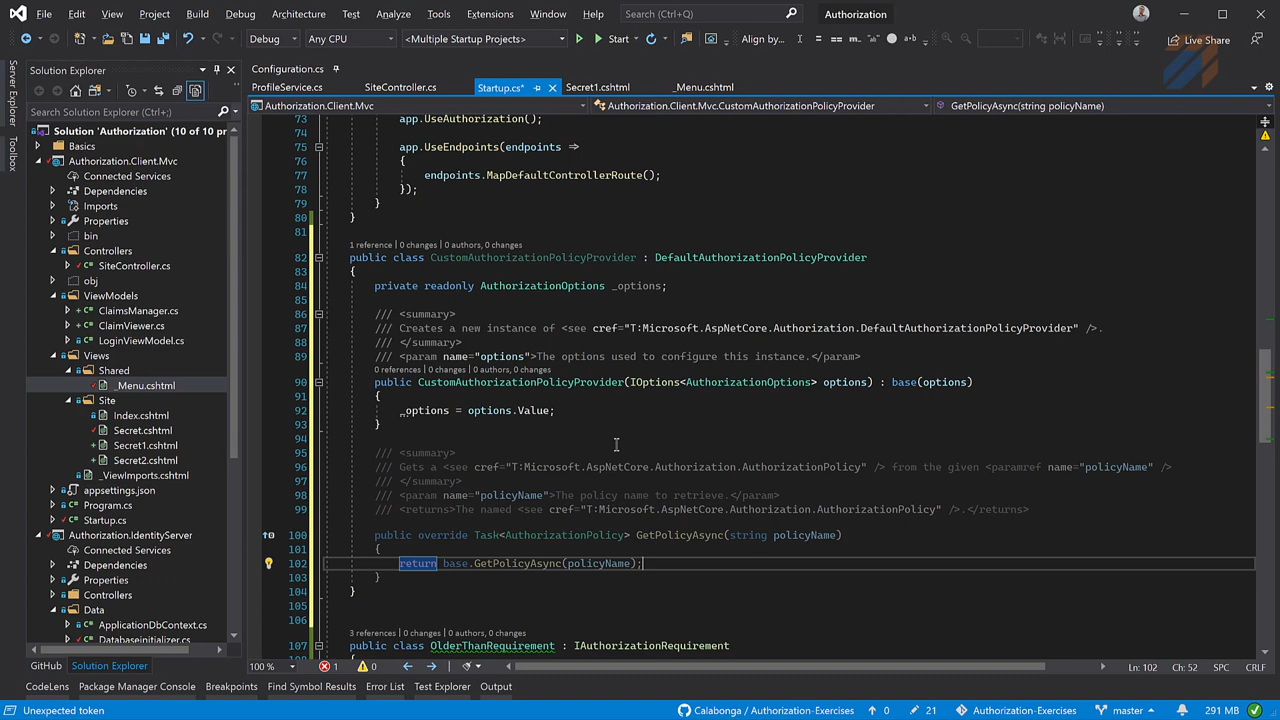 File Edit View Git Project Build Debug Architecture Test Analyze Tools Extensions Window Help Search (Ctrl+Q) Authorization
Debug Any CPU <Multiple Startup Projects> Start Align by... Live Share
Server Explorer
Toolbox
Solution Explorer
Search Solution Explorer (Ctrl+;)
Solution 'Authorization' (10 of 10 pr
Basics
Authorization.Client.Mvc
Connected Services
Dependencies
Imports
Properties
bin
Controllers
SiteController.cs
obj
ViewModels
ClaimsManager.cs
ClaimViewer.cs
LoginViewModel.cs
Views
Shared
_Menu.cshtml
Site
Index.cshtml
Secret.cshtml
Secret1.cshtml
Secret2.cshtml
_ViewImports.cshtml
appsettings.json
Program.cs
Startup.cs
Authorization.IdentityServer
Connected Services
Dependencies
Properties
Controllers
Data
ApplicationDbContext.cs
DatabaseInitializer.cs
GitHub Solution Explorer
Configuration.cs
ProfileService.cs SiteController.cs Startup.cs* Secret1.cshtml _Menu.cshtml
Authorization.Client.Mvc Authorization.Client.Mvc.CustomAuthorizationPolicyProvider GetPolicyAsync(string policyName)
73 app.UseAuthorization();
74
75 app.UseEndpoints(endpoints =>
76 {
77 endpoints.MapDefaultControllerRoute();
78 });
79 }
80 }
81
1 reference | 0 changes | 0 authors, 0 changes
82 public class CustomAuthorizationPolicyProvider : DefaultAuthorizationPolicyProvider
83 {
84 private readonly AuthorizationOptions _options;
85
86 /// <summary>
87 /// Creates a new instance of <see cref="T:Microsoft.AspNetCore.Authorization.DefaultAuthorizationPolicyProvider" />.
88 /// </summary>
89 /// <param name="options">The options used to configure this instance.</param>
0 references | 0 changes | 0 authors, 0 changes
90 public CustomAuthorizationPolicyProvider(IOptions<AuthorizationOptions> options) : base(options)
91 {
92 _options = options.Value;
93 }
94
95 /// <summary>
96 /// Gets a <see cref="T:Microsoft.AspNetCore.Authorization.AuthorizationPolicy" /> from the given <paramref name="policyName" />
97 /// </summary>
98 /// <param name="policyName">The policy name to retrieve.</param>
99 /// <returns>The named <see cref="T:Microsoft.AspNetCore.Authorization.AuthorizationPolicy" />.</returns>
100 public override Task<AuthorizationPolicy> GetPolicyAsync(string policyName)
101 {
102 return base.GetPolicyAsync(policyName);
103 }
104 }
105
106
3 references | 0 changes | 0 authors, 0 changes
107 public class OlderThanRequirement : IAuthorizationRequirement
100 % 1 0 Ln: 102 Ch: 52 SPC CRLF
CodeLens Package Manager Console Breakpoints Find Symbol Results Error List Test Explorer Output
Unexpected token Calabonga / Authorization-Exercises 0 21 Authorization-Exercises master 291 MB